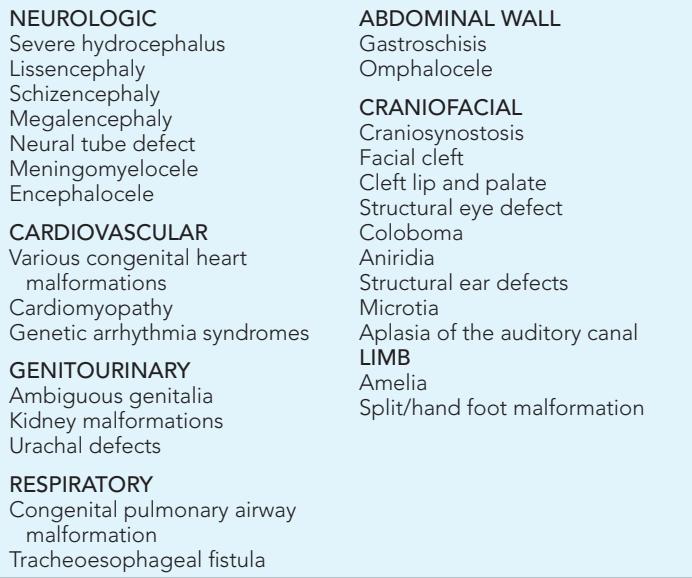 NEUROLOGIC
Severe hydrocephalus
Lissencephaly
Schizencephaly
Megalencephaly
Neural tube defect
Meningomyelocele
Encephalocele
CARDIOVASCULAR
Various congenital heart
malformations
Cardiomyopathy
Genetic arrhythmia syndromes
GENITOURINARY
Ambiguous genitalia
Kidney malformations
Urachal defects
RESPIRATORY
Congenital pulmonary airway
malformation
Tracheoesophageal fistula
ABDOMINAL WALL
Gastroschisis
Omphalocele
CRANIOFACIAL
Craniosynostosis
Facial cleft
Cleft lip and palate
Structural eye defect
Coloboma
Aniridia
Structural ear defects
Microtia
Aplasia of the auditory canal
LIMB
Amelia
Split/hand foot malformation